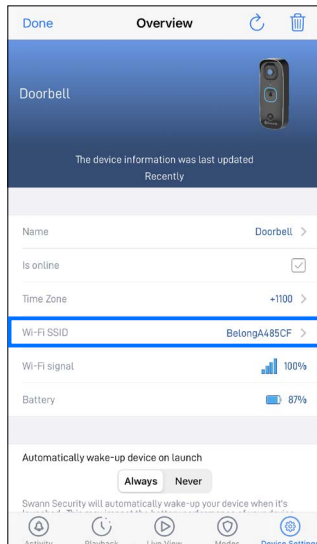 Done Overview
Doorbell
The device information was last updated
Recently
Name Doorbell
Is online
Time Zone +1100
Wi-Fi SSID BelongA485CF
Wi-Fi signal 100%
Battery 87%
Automatically wake-up device on launch
Always Never
Swann Security will automatically wake-up your device when it's
Activity Playback Live View Modes Device Setting